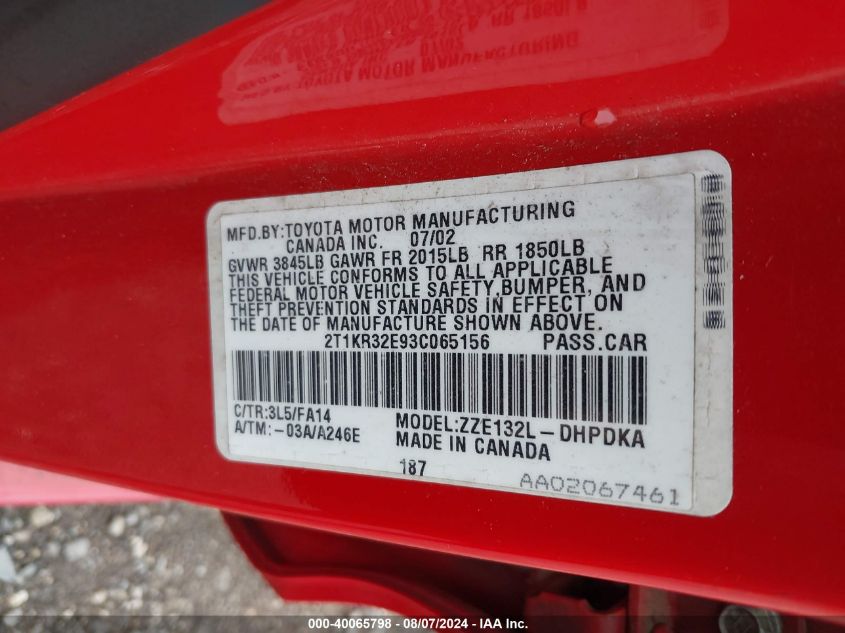 MFD.BY:TOYOTA MOTOR MANUFACTURING
CANADA INC. 07/02
GVWR 3845LB GAWR FR 2015LB RR 1850LB
THIS VEHICLE CONFORMS TO ALL APPLICABLE
FEDERAL MOTOR VEHICLE SAFETY,BUMPER, AND
THEFT PREVENTION STANDARDS IN EFFECT ON
THE DATE OF MANUFACTURE SHOWN ABOVE.
2T1KR32E93C065156 PASS.CAR
C/TR:3L5/FA14 MODEL:ZZE132L-DHPDKA
A/TM:-03A/A246E MADE IN CANADA
187
AA02067461
000-40065798 - 08/07/2024 - IAA Inc.